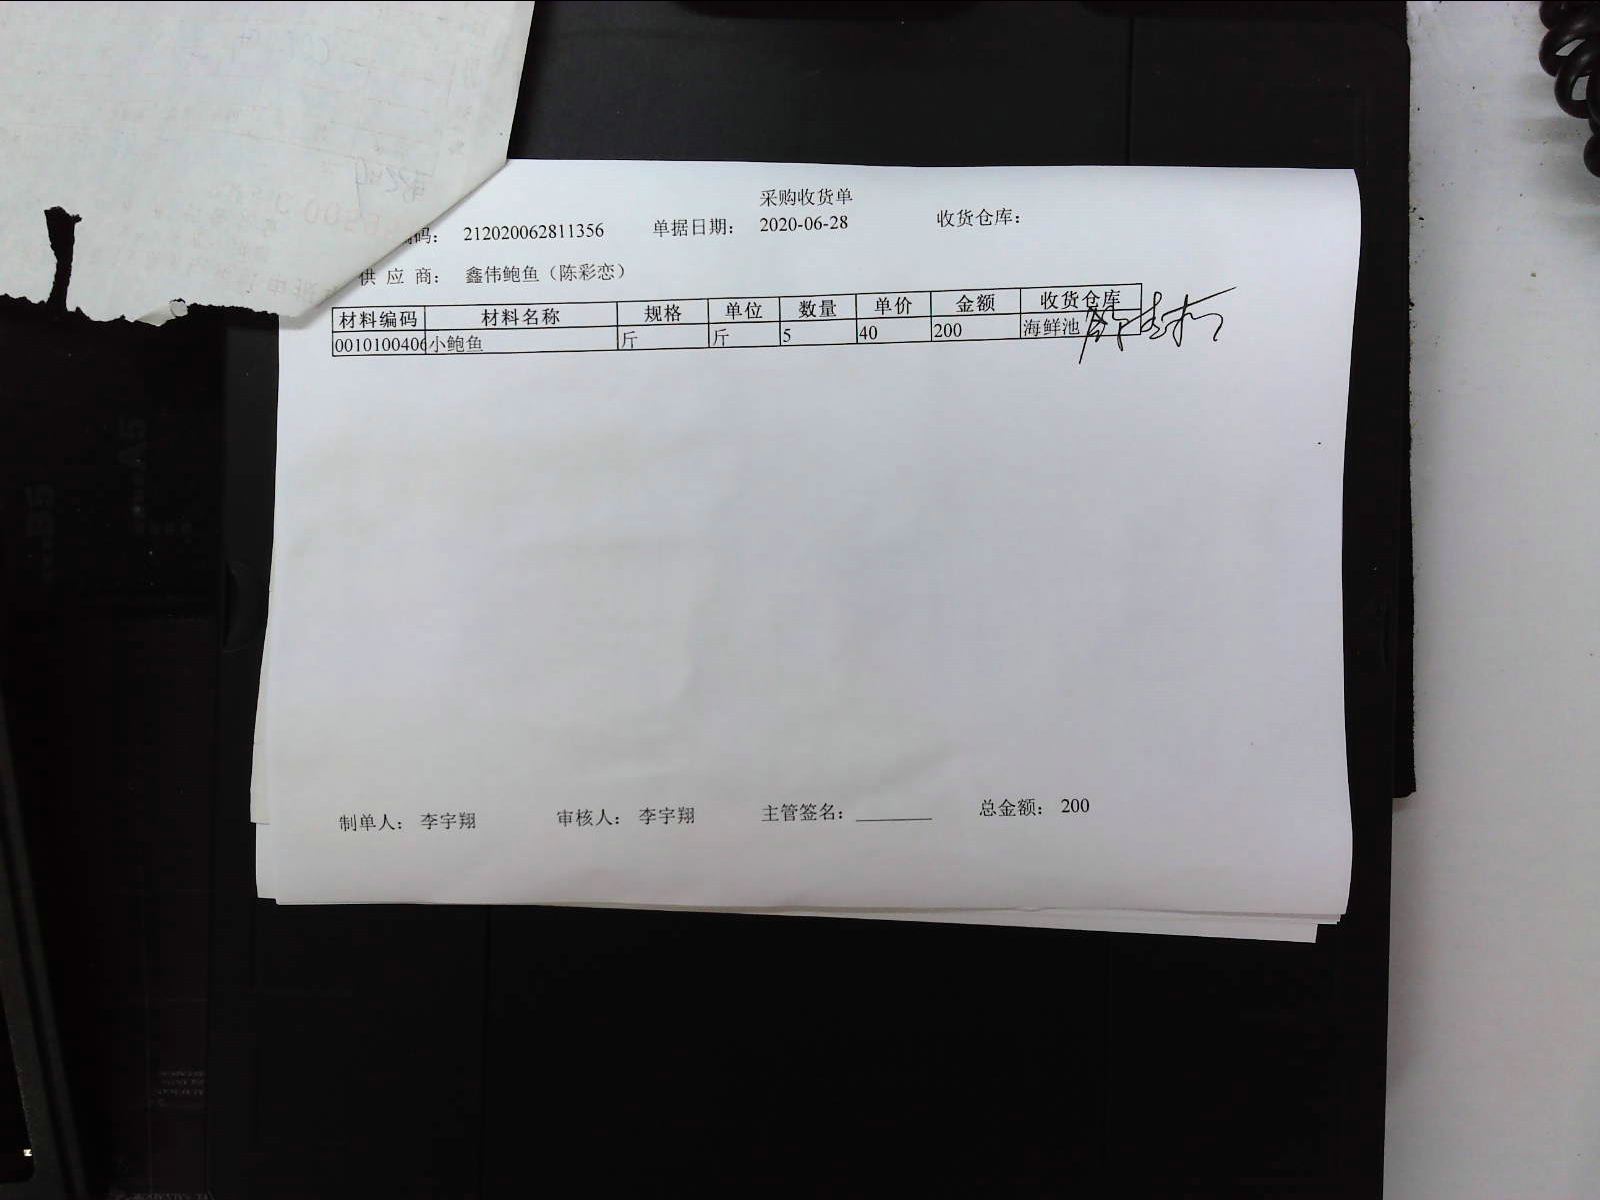 采购收货单
码： 212020062811356 单据日期： 2020-06-28 收货仓库：
供 应 商： 鑫伟鲍鱼（陈彩恋）
材料编码 材料名称 规格 单位 数量 单价 金额 收货仓库
0010100406 小鲍鱼 斤 斤 5 40 200 海鲜池
制单人： 李宇翔 审核人： 李宇翔 主管签名：________ 总金额： 200